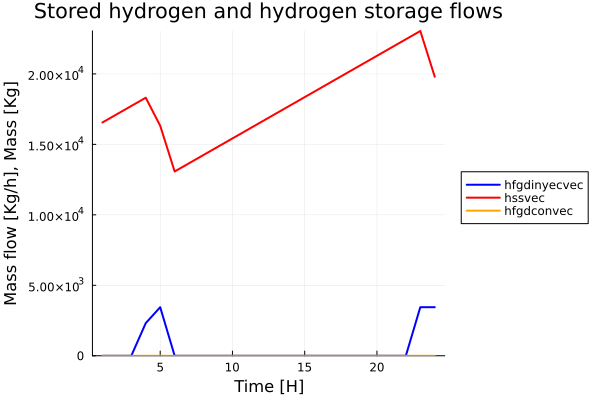 Stored hydrogen and hydrogen storage flows
Mass flow [Kg/h], Mass [Kg]
2.00×10⁴
1.50×10⁴
1.00×10⁴
5.00×10³
0
5 10 15 20
Time [H]
hfgdinyecvec
hssvec
hfgdconvec